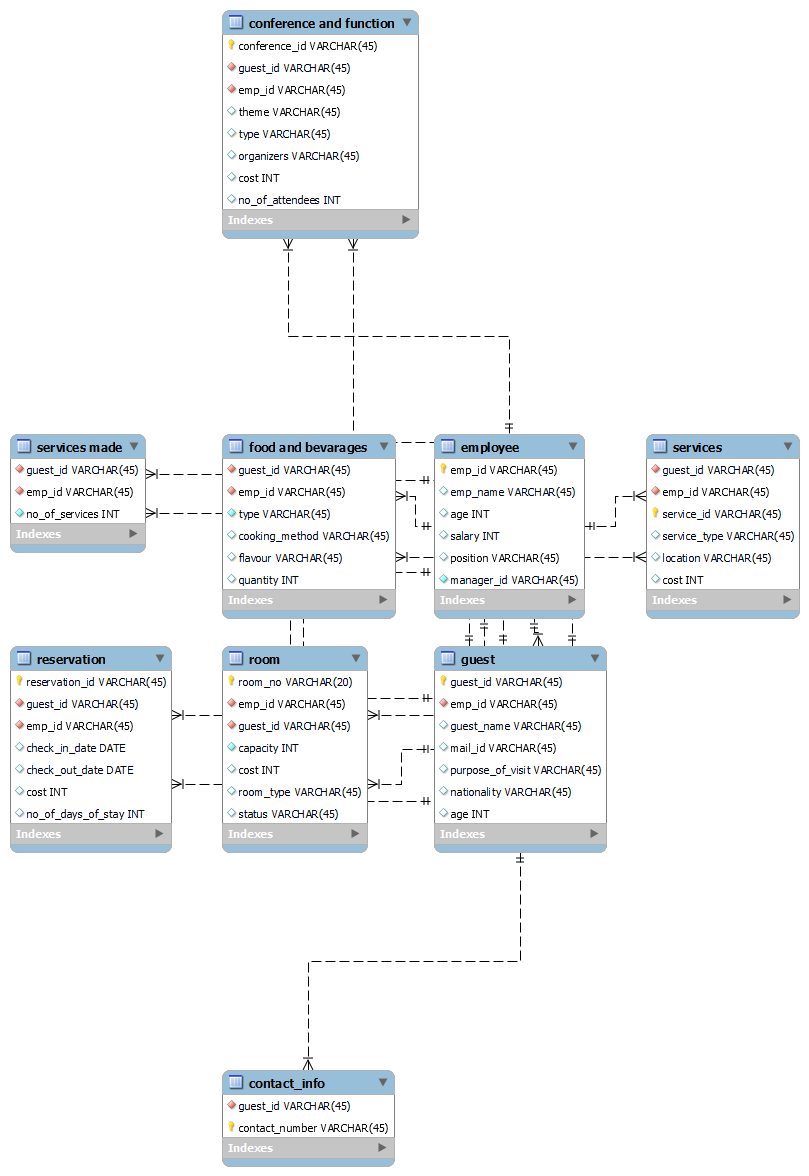 conference and function
conference_id VARCHAR(45)
guest_id VARCHAR(45)
emp_id VARCHAR(45)
theme VARCHAR(45)
type VARCHAR(45)
organizers VARCHAR(45)
cost INT
no_of_attendees INT
Indexes
services made
guest_id VARCHAR(45)
emp_id VARCHAR(45)
no_of_services INT
Indexes
food and bevarages
guest_id VARCHAR(45)
emp_id VARCHAR(45)
type VARCHAR(45)
cooking_method VARCHAR(45)
flavour VARCHAR(45)
quantity INT
Indexes
employee
emp_id VARCHAR(45)
emp_name VARCHAR(45)
age INT
salary INT
position VARCHAR(45)
manager_id VARCHAR(45)
Indexes
services
guest_id VARCHAR(45)
emp_id VARCHAR(45)
service_id VARCHAR(45)
service_type VARCHAR(45)
location VARCHAR(45)
cost INT
Indexes
reservation
reservation_id VARCHAR(45)
guest_id VARCHAR(45)
emp_id VARCHAR(45)
check_in_date DATE
check_out_date DATE
cost INT
no_of_days_of_stay INT
Indexes
room
room_no VARCHAR(20)
emp_id VARCHAR(45)
guest_id VARCHAR(45)
capacity INT
cost INT
room_type VARCHAR(45)
status VARCHAR(45)
Indexes
guest
guest_id VARCHAR(45)
emp_id VARCHAR(45)
guest_name VARCHAR(45)
mail_id VARCHAR(45)
purpose_of_visit VARCHAR(45)
nationality VARCHAR(45)
age INT
Indexes
contact_info
guest_id VARCHAR(45)
contact_number VARCHAR(45)
Indexes